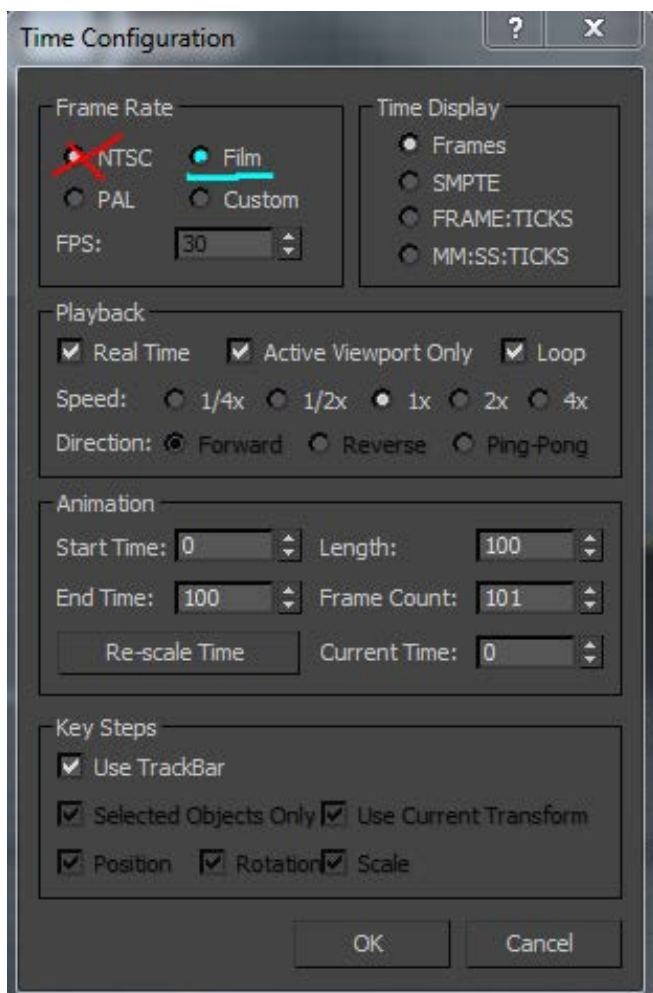 Time Configuration
?
X
Frame Rate
NTSC
Film
PAL
Custom
FPS: 30
Time Display
Frames
SMPTE
FRAME:TICKS
MM:SS:TICKS
Playback
Real Time Active Viewport Only Loop
Speed: 1/4x 1/2x 1x 2x 4x
Direction: Forward Reverse Ping-Pong
Animation
Start Time: 0 Length: 100
End Time: 100 Frame Count: 101
Re-scale Time Current Time: 0
Key Steps
Use TrackBar
Selected Objects Only Use Current Transform
Position Rotation Scale
OK Cancel